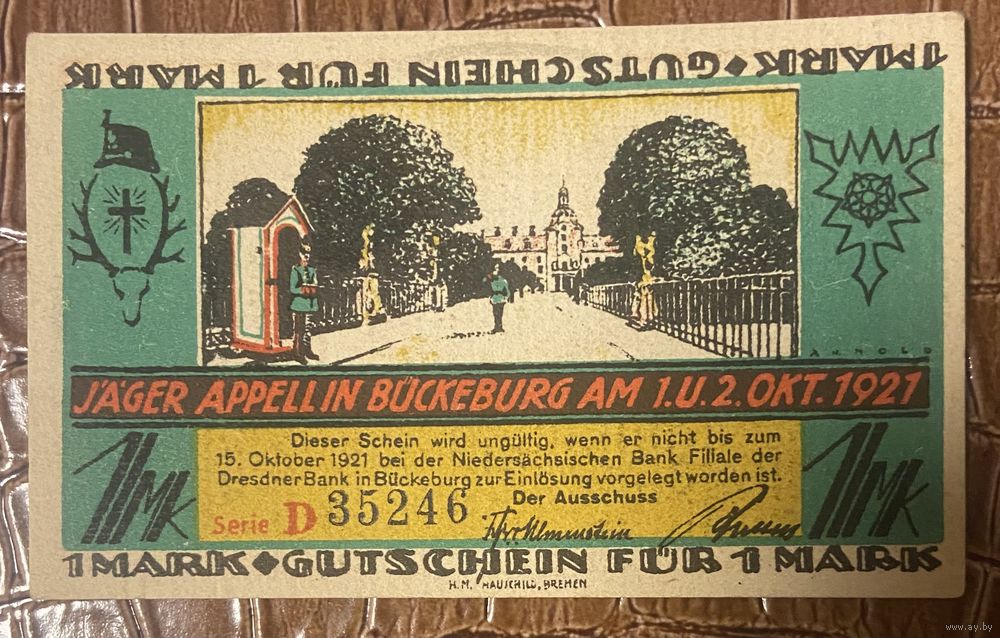 1 MARK ◆ GUTSCHEIN FÜR 1 MARK
ARNOLD
JÄGER APPELL IN BÜCKEBURG AM 1. U. 2. OKT. 1921
1 MK
Dieser Schein wird ungültig, wenn er nicht bis zum
15. Oktober 1921 bei der Niedersächsischen Bank Filiale der
Dresdner Bank in Bückeburg zur Einlösung vorgelegt worden ist.
Der Ausschuss
Serie D 35246
1 MK
1 MARK ◆ GUTSCHEIN FÜR 1 MARK
H. M. HAUSCHILD, BREMEN
www.ay.by